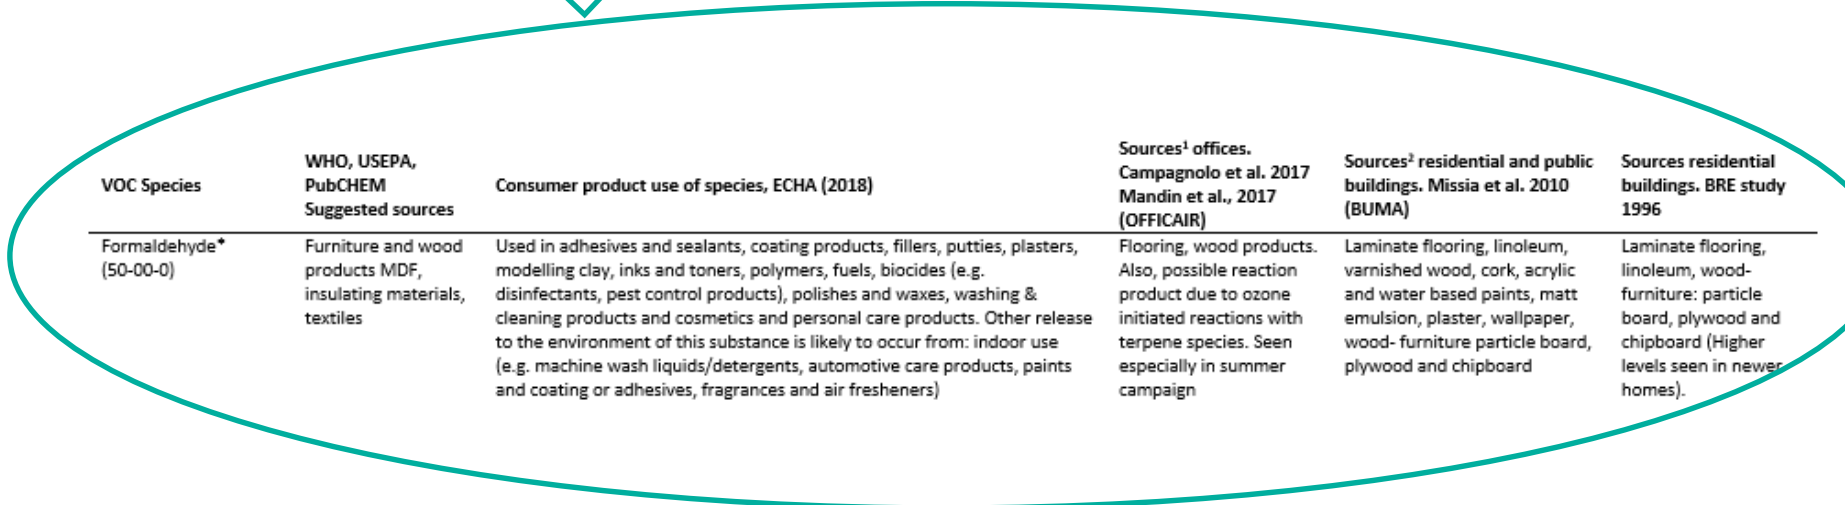 VOC Species
WHO, USEPA,
PubCHEM
Suggested sources
Consumer product use of species, ECHA (2018)
Sources¹ offices.
Campagnolo et al. 2017
Mandin et al., 2017
(OFFICAIR)
Sources² residential and public
buildings. Missia et al. 2010
(BUMA)
Sources residential
buildings. BRE study
1996
Formaldehyde*
(50-00-0)
Furniture and wood
products MDF,
insulating materials,
textiles
Used in adhesives and sealants, coating products, fillers, putties, plasters,
modelling clay, inks and toners, polymers, fuels, biocides (e.g.
disinfectants, pest control products), polishes and waxes, washing &
cleaning products and cosmetics and personal care products. Other release
to the environment of this substance is likely to occur from: indoor use
(e.g. machine wash liquids/detergents, automotive care products, paints
and coating or adhesives, fragrances and air fresheners)
Flooring, wood products.
Also, possible reaction
product due to ozone
initiated reactions with
terpene species. Seen
especially in summer
campaign
Laminate flooring, linoleum,
varnished wood, cork, acrylic
and water based paints, matt
emulsion, plaster, wallpaper,
wood- furniture particle board,
plywood and chipboard
Laminate flooring,
linoleum, wood-
furniture: particle
board, plywood and
chipboard (Higher
levels seen in newer
homes).